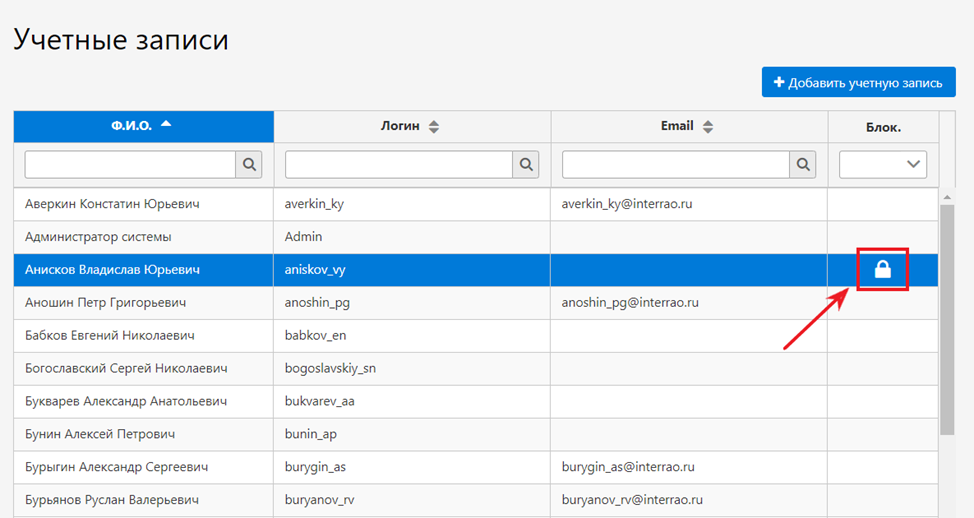 Учетные записи
Добавить учетную запись
Ф.И.О. Логин Email Блок.
Аверкин Констатин Юрьевич averkin_ky averkin_ky@interrao.ru
Администратор системы Admin
Анисков Владислав Юрьевич aniskov_vy
Аношин Петр Григорьевич anoshin_pg anoshin_pg@interrao.ru
Бабков Евгений Николаевич babkov_en
Богославский Сергей Николаевич bogoslavskiy_sn
Букварев Александр Анатольевич bukvarev_aa
Бунин Алексей Петрович bunin_ap
Бурыгин Александр Сергеевич burygin_as burygin_as@interrao.ru
Бурьянов Руслан Валерьевич buryanov_rv buryanov_rv@interrao.ru